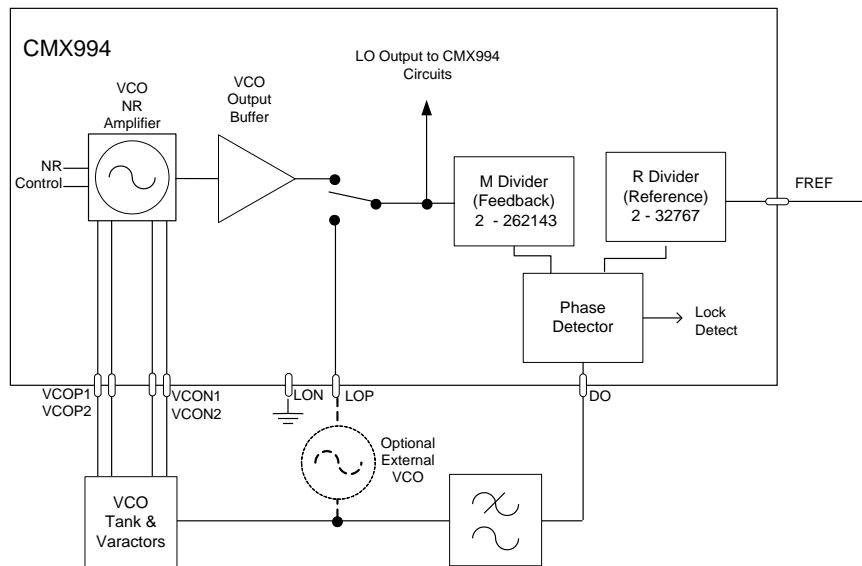 CMX994
VCO
NR
Amplifier
VCO
Output
Buffer
LO Output to CMX994
Circuits
NR
Control
M Divider
(Feedback)
2 - 262143
R Divider
(Reference)
2 - 32767
FREF
Phase
Detector
Lock
Detect
VCOP1
VCOP2
VCON1
VCON2
LON
LOP
DO
Optional
External
VCO
VCO
Tank &
Varactors